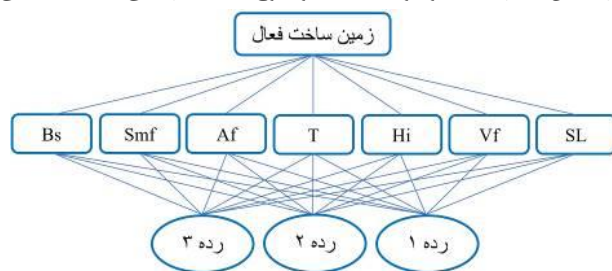 زمین ساخت فعال
Bs Smf Af T Hi Vf SL
رده ۳ رده ۲ رده ۱